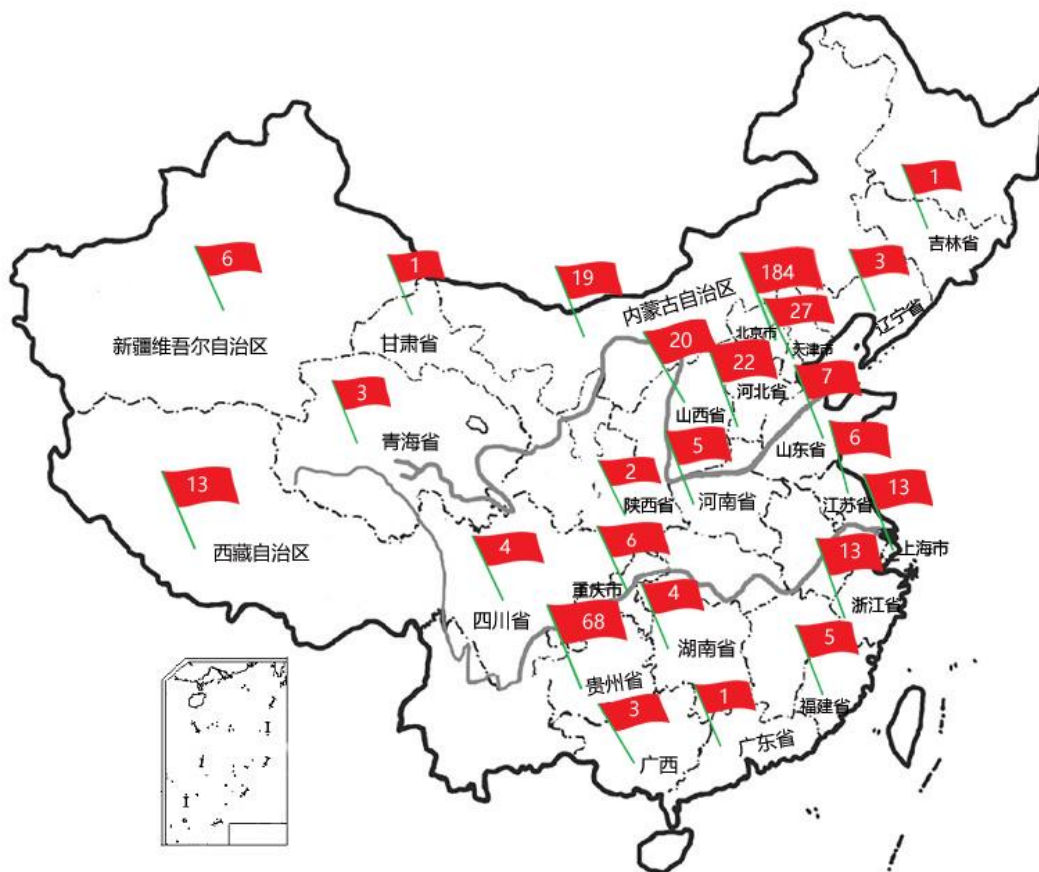 1
吉林省
6
新疆维吾尔自治区
1
甘肃省
19
内蒙古自治区
184
北京市
27
天津市
3
辽宁省
20
山西省
22
河北省
7
山东省
3
青海省
5
河南省
6
江苏省
2
陕西省
13
上海市
13
西藏自治区
4
四川省
6
重庆市
13
浙江省
4
湖南省
68
贵州省
5
福建省
3
广西
1
广东省